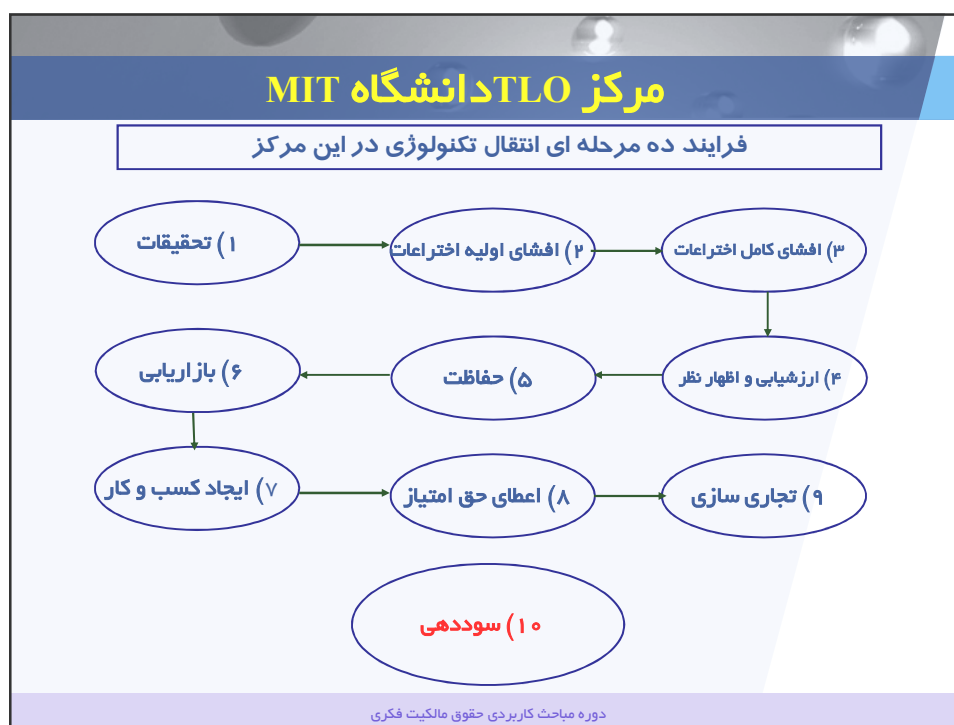 مرکز TLOدانشگاه MIT
فرایند ده مرحله ای انتقال تکنولوژی در این مرکز
۱) تحقیقات
۲) افشای اولیه اختراعات
۳) افشای کامل اختراعات
۴) ارزشیابی و اظهار نظر
۵) حفاظت
۶) بازاریابی
۷) ایجاد کسب و کار
۸) اعطای حق امتیاز
۹) تجاری سازی
۱۰) سوددهی
دوره مباحث کاربردی حقوق مالکیت فکری